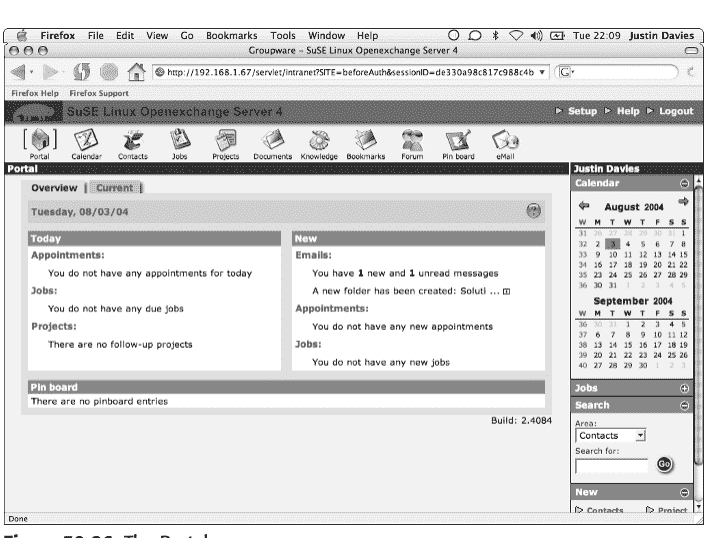 Firefox File Edit View Go Bookmarks Tools Window Help Tue 22:09 Justin Davies
Groupware – SuSE Linux Openexchange Server 4
http://192.168.1.67/servlet/intranet?SITE=beforeAuth&sessionID=de330a98c817c988c4b
Firefox Help Firefox Support
SuSE Linux Openexchange Server 4
Setup Help Logout
Portal Calendar Contacts Jobs Projects Documents Knowledge Bookmarks Forum Pin board eMail
Portal
Justin Davies
Overview | Current
Tuesday, 08/03/04
Today
Appointments:
You do not have any appointments for today
Jobs:
You do not have any due jobs
Projects:
There are no follow-up projects
New
Emails:
You have 1 new and 1 unread messages
A new folder has been created: Soluti ...
Appointments:
You do not have any new appointments
Jobs:
You do not have any new jobs
Pin board
There are no pinboard entries
Build: 2.4084
Calendar
August 2004
W M T W T F S S
31 26 27 28 29 30 31 1
32 2 3 4 5 6 7 8
33 9 10 11 12 13 14 15
34 16 17 18 19 20 21 22
35 23 24 25 26 27 28 29
36 30 31 1 2 3 4 5
September 2004
W M T W T F S S
36 30 31 1 2 3 4 5
37 6 7 8 9 10 11 12
38 13 14 15 16 17 18 19
39 20 21 22 23 24 25 26
40 27 28 29 30 1 2 3
Jobs
Search
Area:
Contacts
Search for:
Go
New
Contacts Project
Done